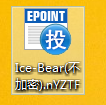 EPOINT
投
Ice-Bear(不
加密).nYZTF